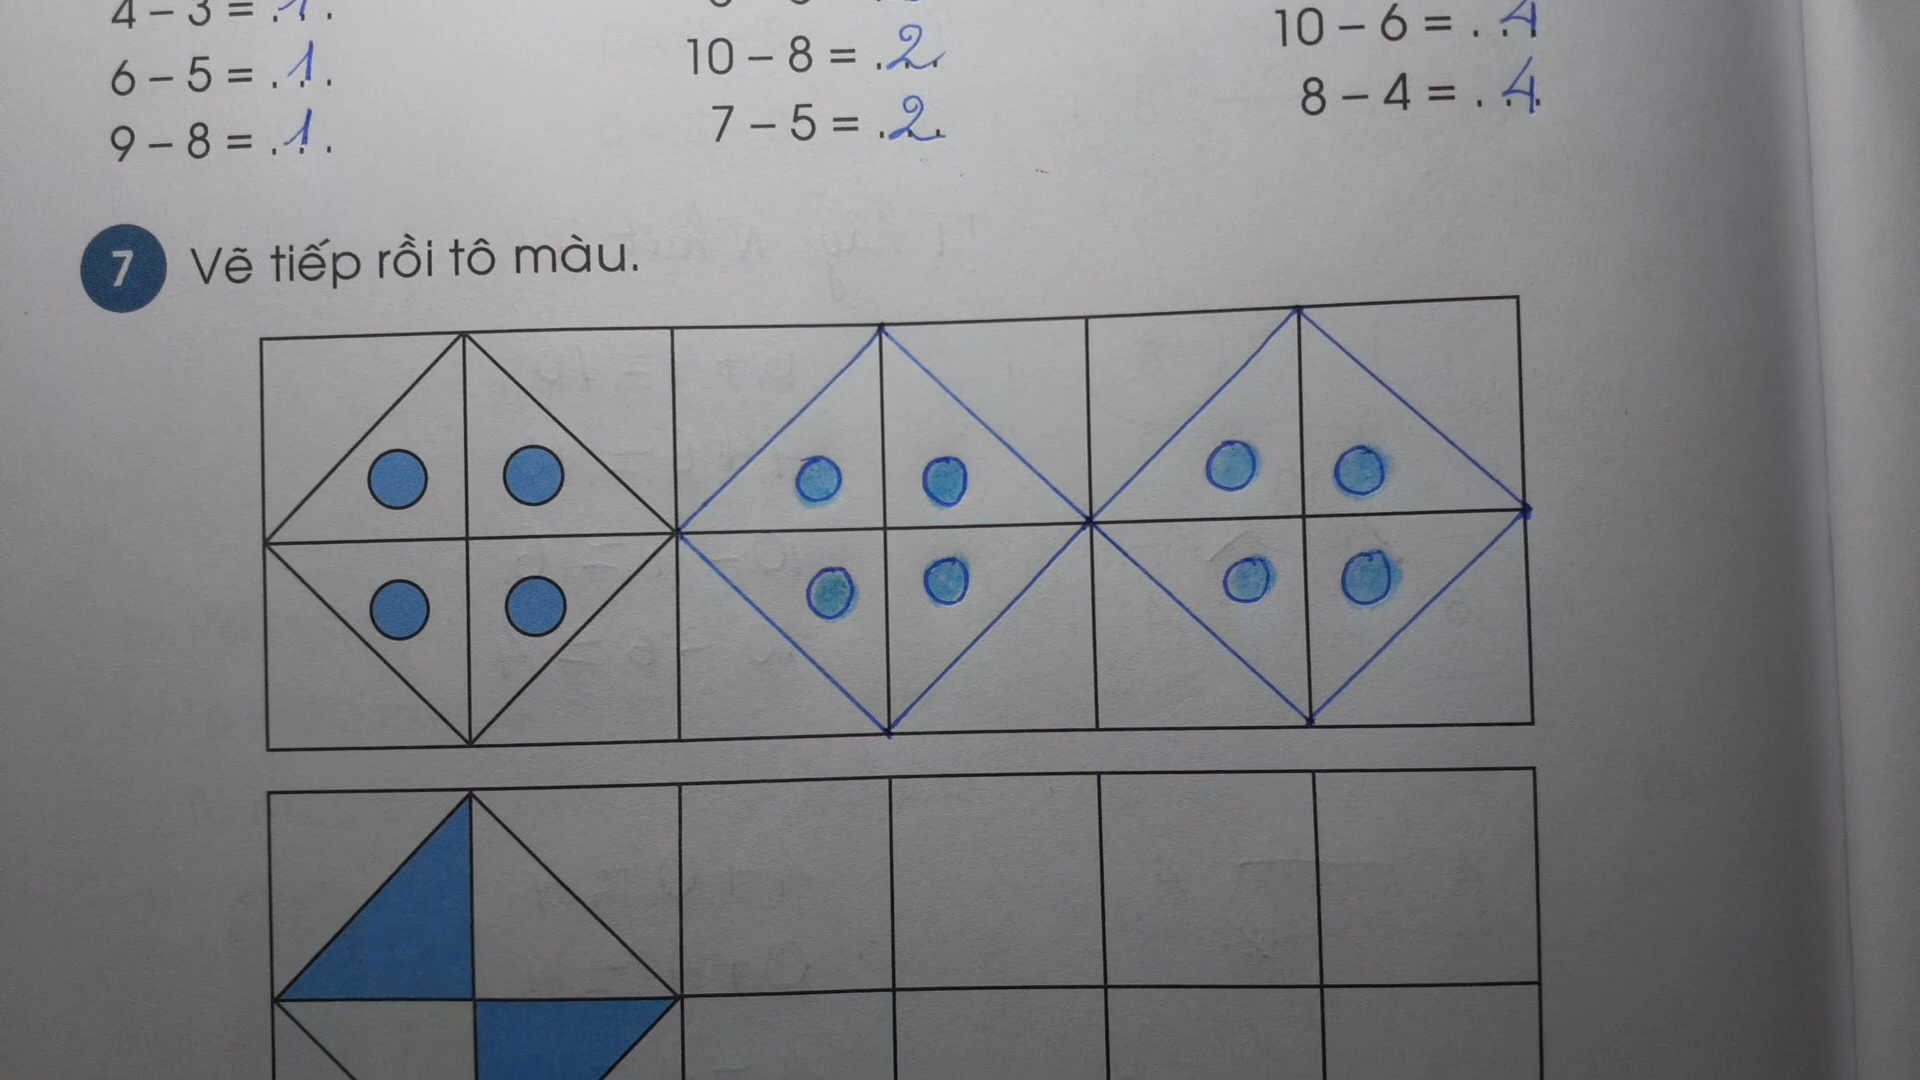 4 – 3 = .1.
6 – 5 = .1.
9 – 8 = .1.
10 – 8 = .2.
7 – 5 = .2.
10 – 6 = .4
8 – 4 = .4.
7 Vẽ tiếp rồi tô màu.